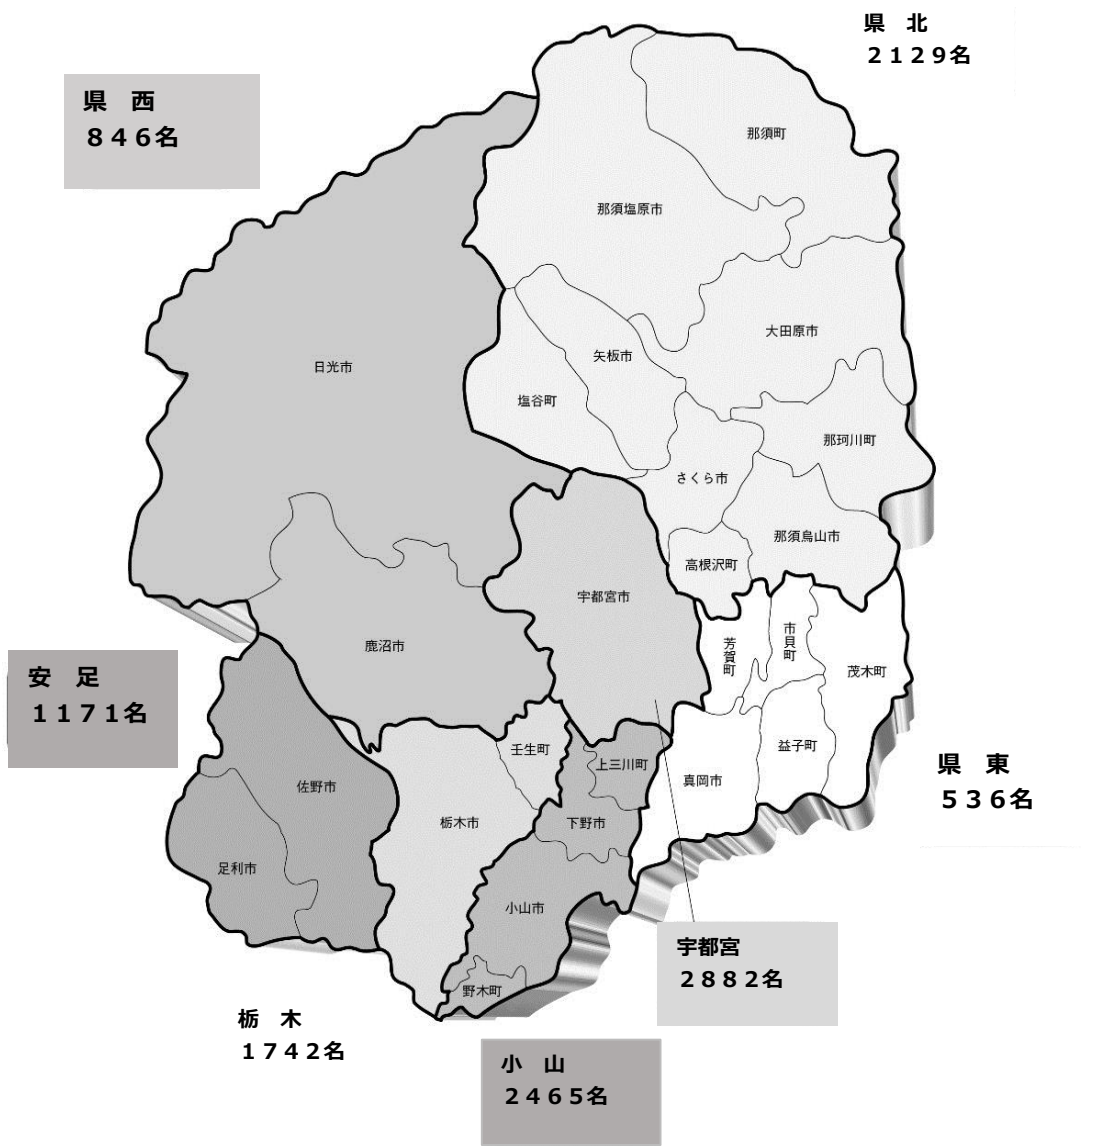 県　北
２１２９名
県　西
８４６名
那須町
那須塩原市
大田原市
矢板市
日光市
塩谷町
那珂川町
さくら市
那須烏山市
高根沢町
宇都宮市
市貝町
芳賀町
鹿沼市
茂木町
安　足
１１７１名
壬生町
益子町
上三川町
県　東
５３６名
真岡市
佐野市
栃木市
下野市
足利市
小山市
宇都宮
２８８２名
野木町
栃　木
１７４２名
小　山
２４６５名